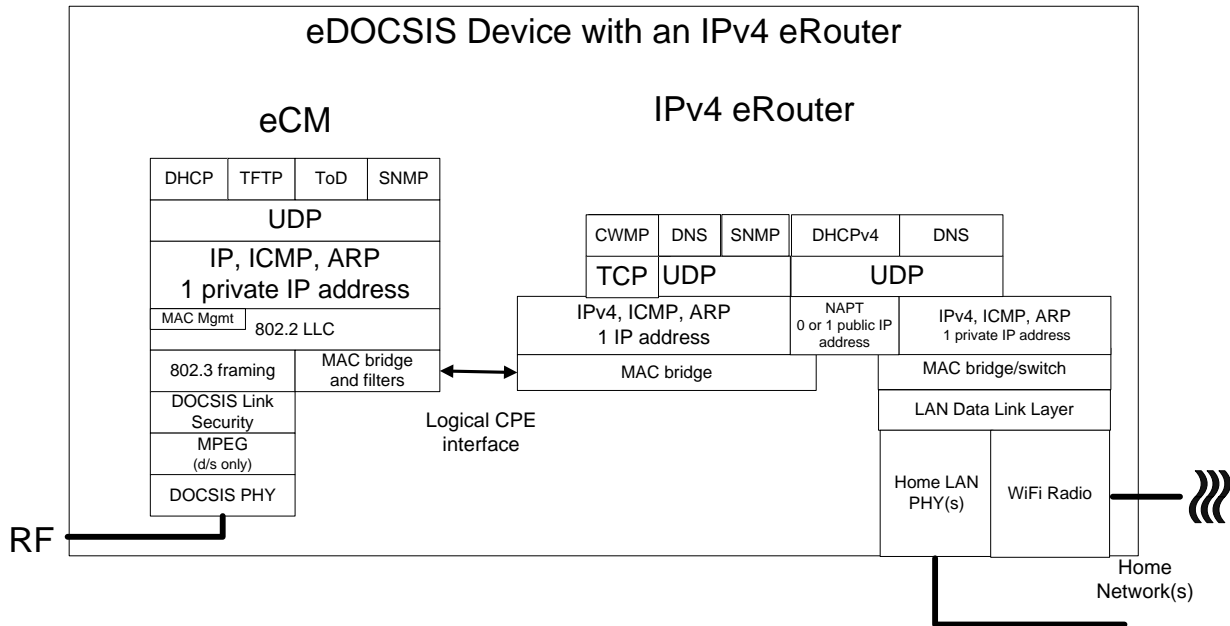 eDOCSIS Device with an IPv4 eRouter
eCM
IPv4 eRouter
DHCP
TFTP
ToD
SNMP
UDP
IP, ICMP, ARP
1 private IP address
MAC Mgmt
802.2 LLC
802.3 framing
MAC bridge
and filters
DOCSIS Link
Security
MPEG
(d/s only)
DOCSIS PHY
RF
Logical CPE
interface
CWMP
DNS
SNMP
DHCPv4
DNS
TCP
UDP
UDP
IPv4, ICMP, ARP
1 IP address
NAPT
0 or 1 public IP
address
IPv4, ICMP, ARP
1 private IP address
MAC bridge
MAC bridge/switch
LAN Data Link Layer
Home LAN
PHY(s)
WiFi Radio
Home
Network(s)